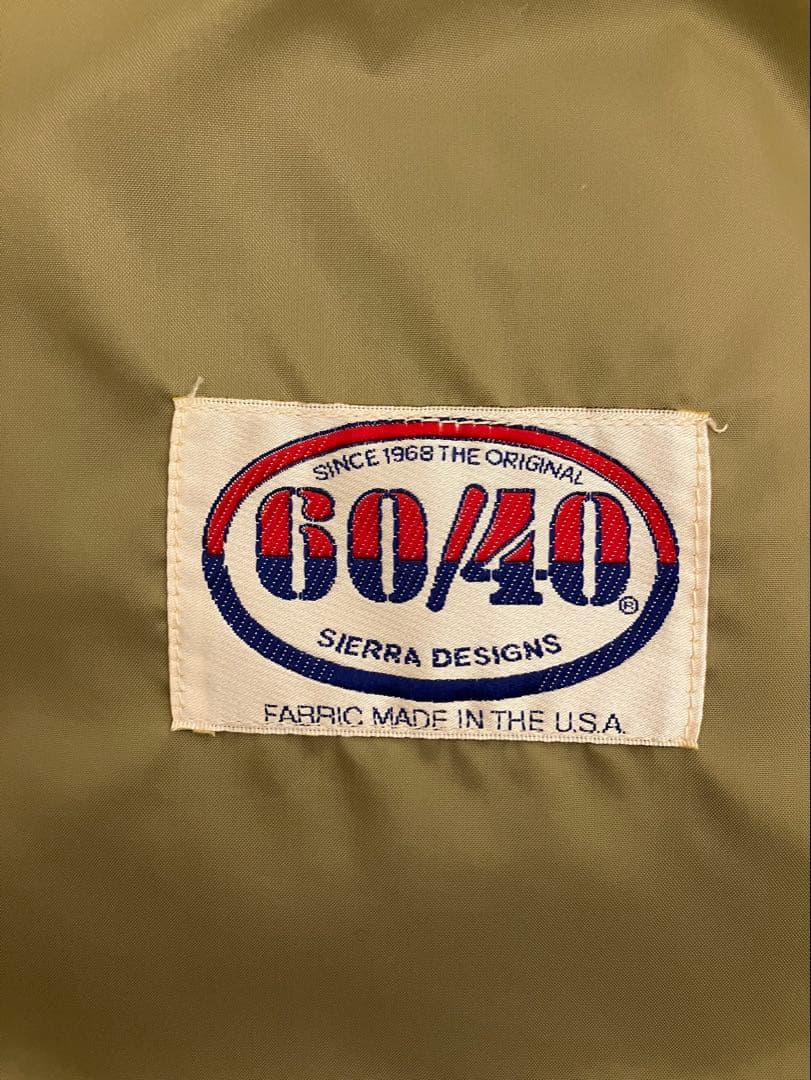 SINCE 1968 THE ORIGINAL
60/40®
SIERRA DESIGNS
FABRIC MADE IN THE U.S.A.